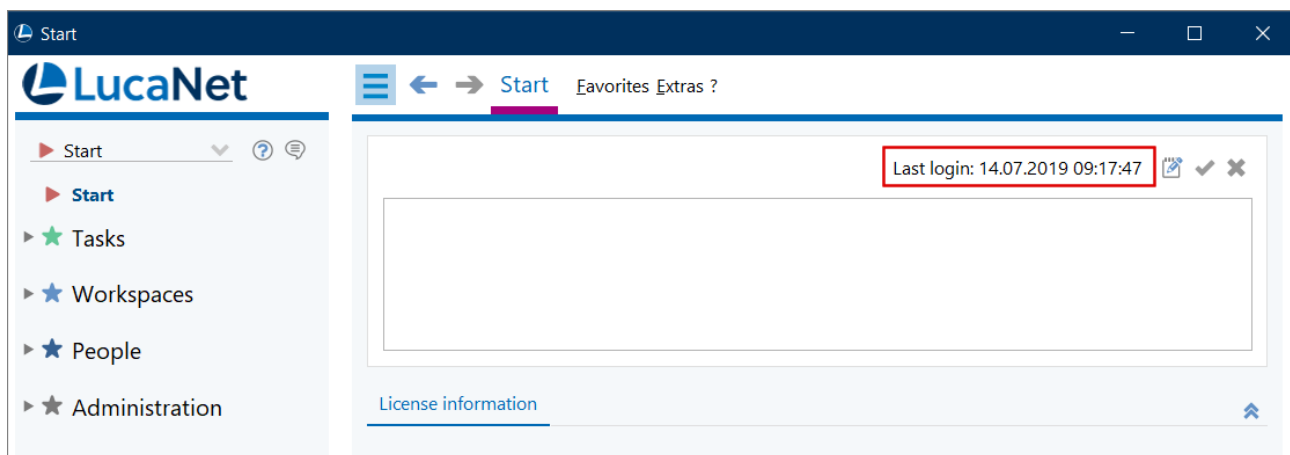 Start
LucaNet
Start Favorites Extras ?
Start
Last login: 14.07.2019 09:17:47
Start
Tasks
Workspaces
People
Administration
License information